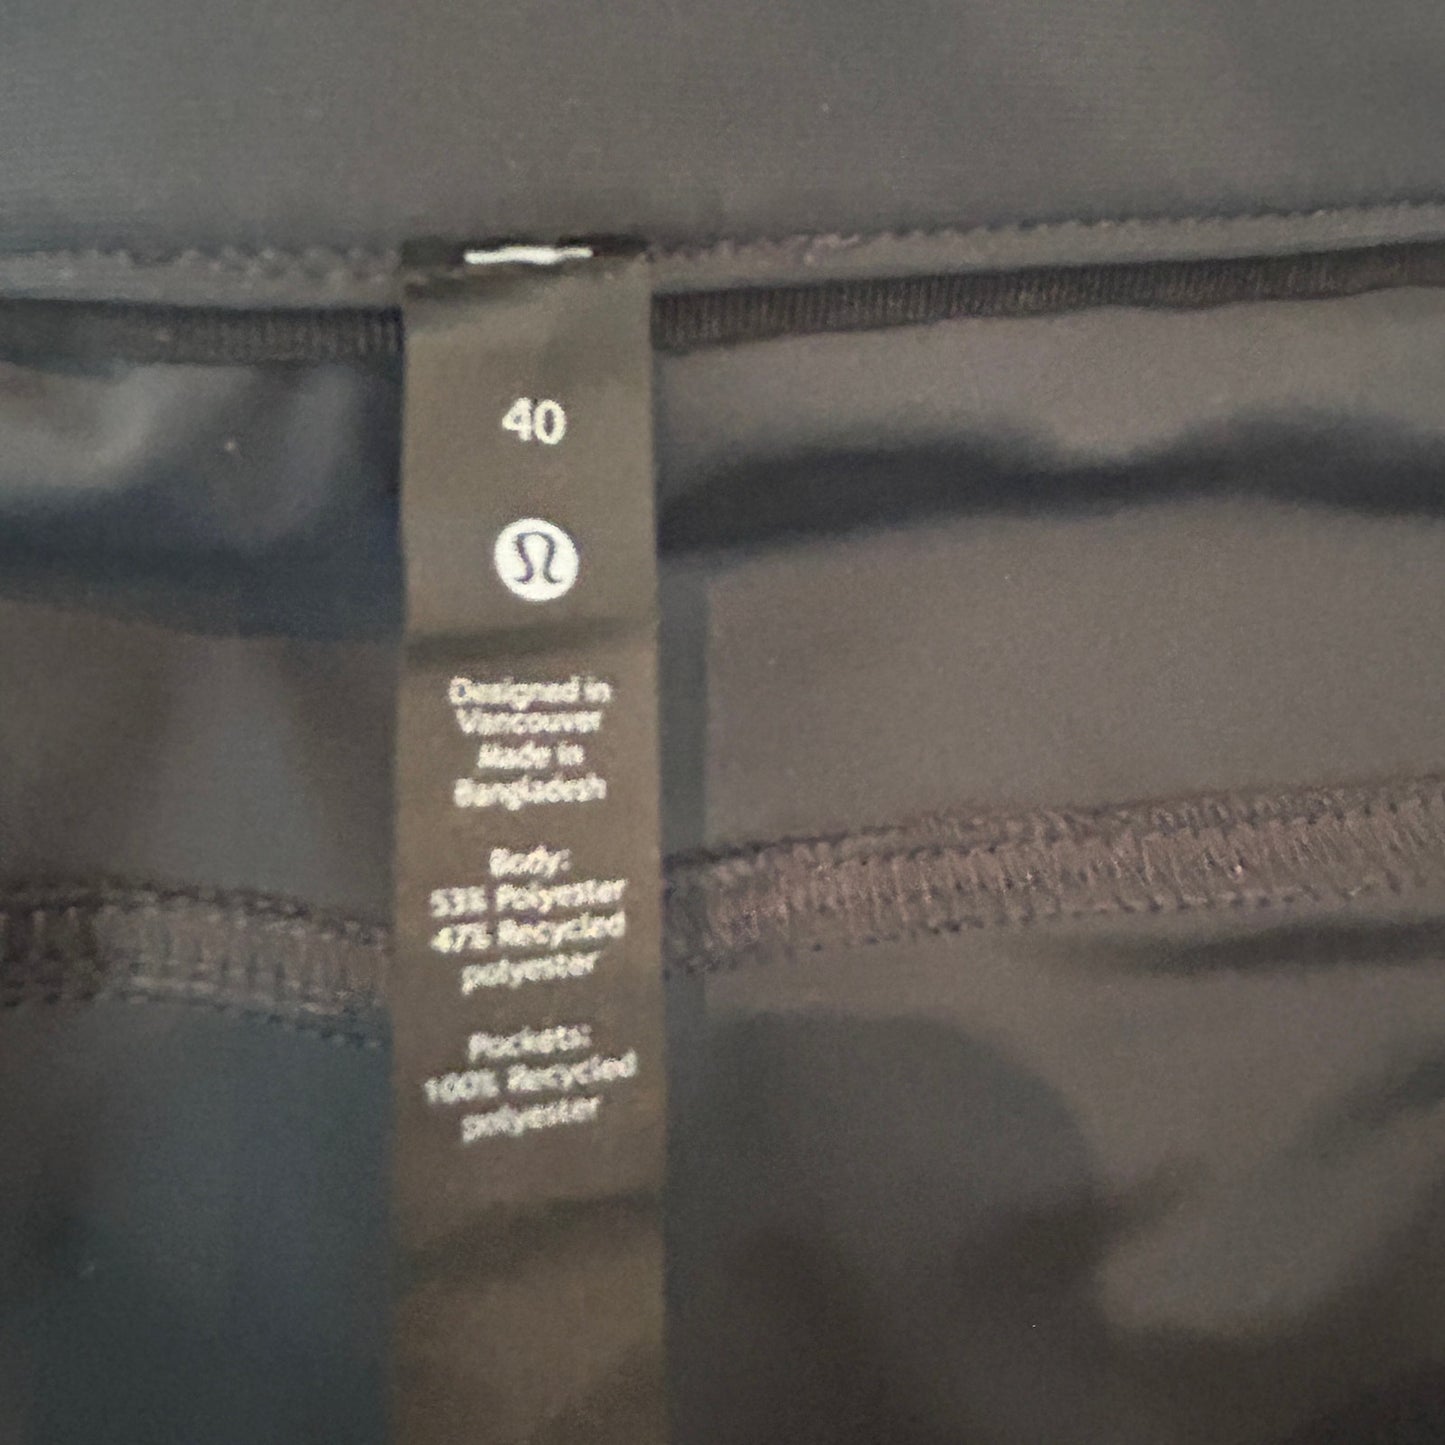 40
Designed in
Vancouver
Made in
Bangladesh
Body:
53% Polyester
47% Recycled
polyester
Pockets:
100% Recycled
polyester